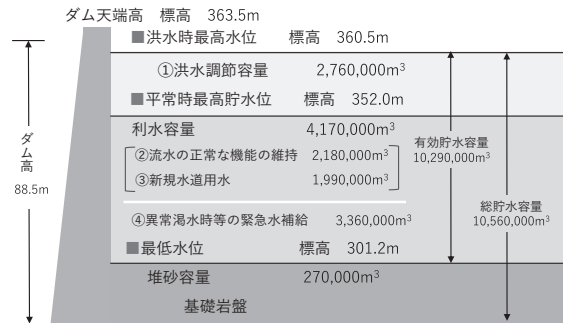 ダム天端高 標高 363.5m
■洪水時最高水位 標高 360.5m
①洪水調節容量 2,760,000m³
■平常時最高貯水位 標高 352.0m
利水容量 4,170,000m³
②流水の正常な機能の維持 2,180,000m³
③新規水道用水 1,990,000m³
④異常渇水時等の緊急水補給 3,360,000m³
■最低水位 標高 301.2m
堆砂容量 270,000m³
基礎岩盤
ダム高
88.5m
有効貯水容量
10,290,000m³
総貯水容量
10,560,000m³